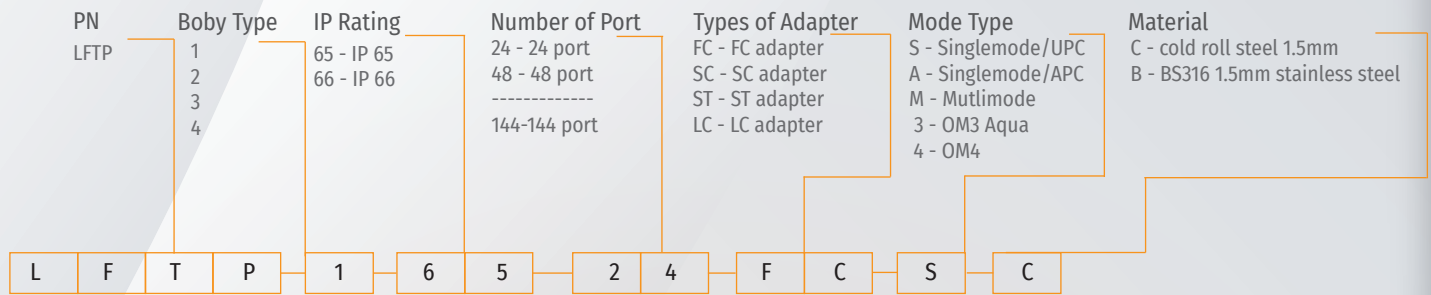 PN
LFTP
Boby Type
1
2
3
4
IP Rating
65 - IP 65
66 - IP 66
Number of Port
24 - 24 port
48 - 48 port
-------------
144-144 port
Types of Adapter
FC - FC adapter
SC - SC adapter
ST - ST adapter
LC - LC adapter
Mode Type
S - Singlemode/UPC
A - Singlemode/APC
M - Mutlimode
3 - OM3 Aqua
4 - OM4
Material
C - cold roll steel 1.5mm
B - BS316 1.5mm stainless steel
L F T P - 1 - 6 5 - 2 4 - F C - S - C